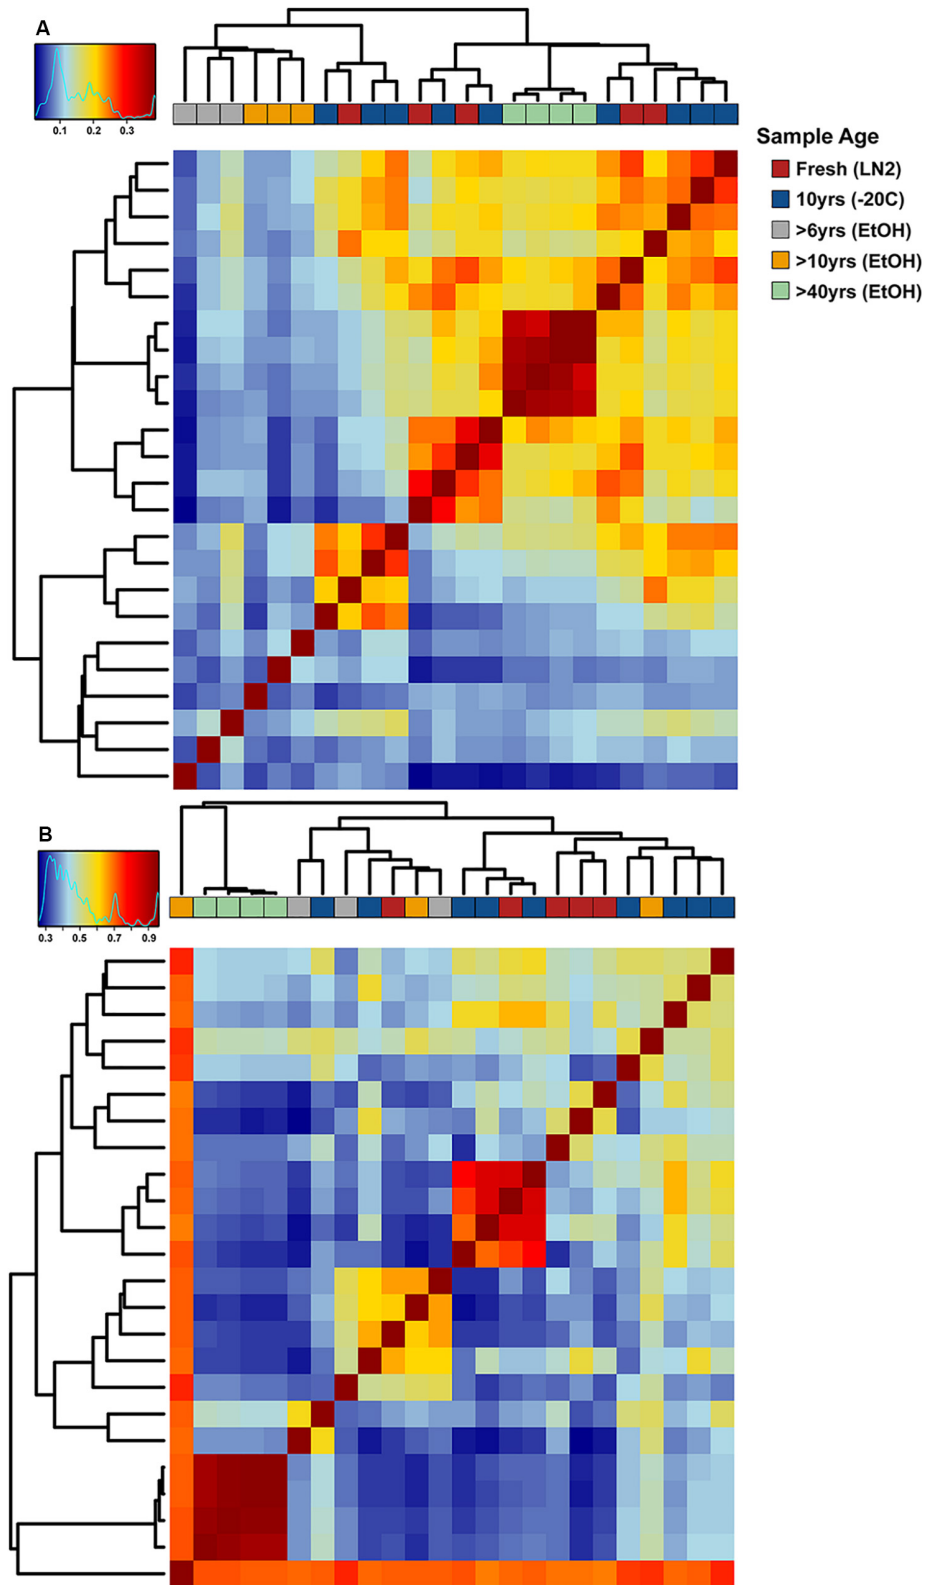 A
0.1 0.2 0.3
Sample Age
Fresh (LN2)
10yrs (-20C)
>6yrs (EtOH)
>10yrs (EtOH)
>40yrs (EtOH)
B
0.3 0.5 0.7 0.9